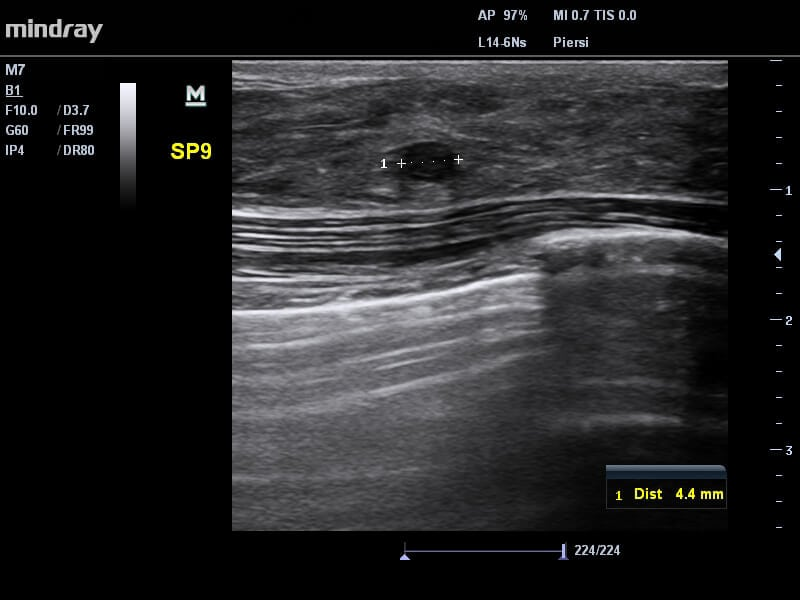 mindray
AP 97% MI 0.7 TIS 0.0
L14-6Ns Piersi
M7
B1
F10.0 / D3.7
G60 / FR99
IP4 / DR80
M
SP9
1
1
2
3
1 Dist 4.4 mm
224/224